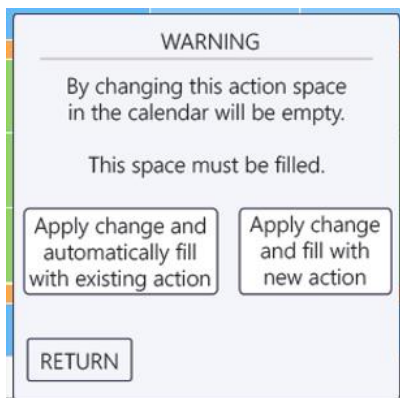 WARNING
By changing this action space
in the calendar will be empty.
This space must be filled.
Apply change and
automatically fill
with existing action
Apply change
and fill with
new action
RETURN